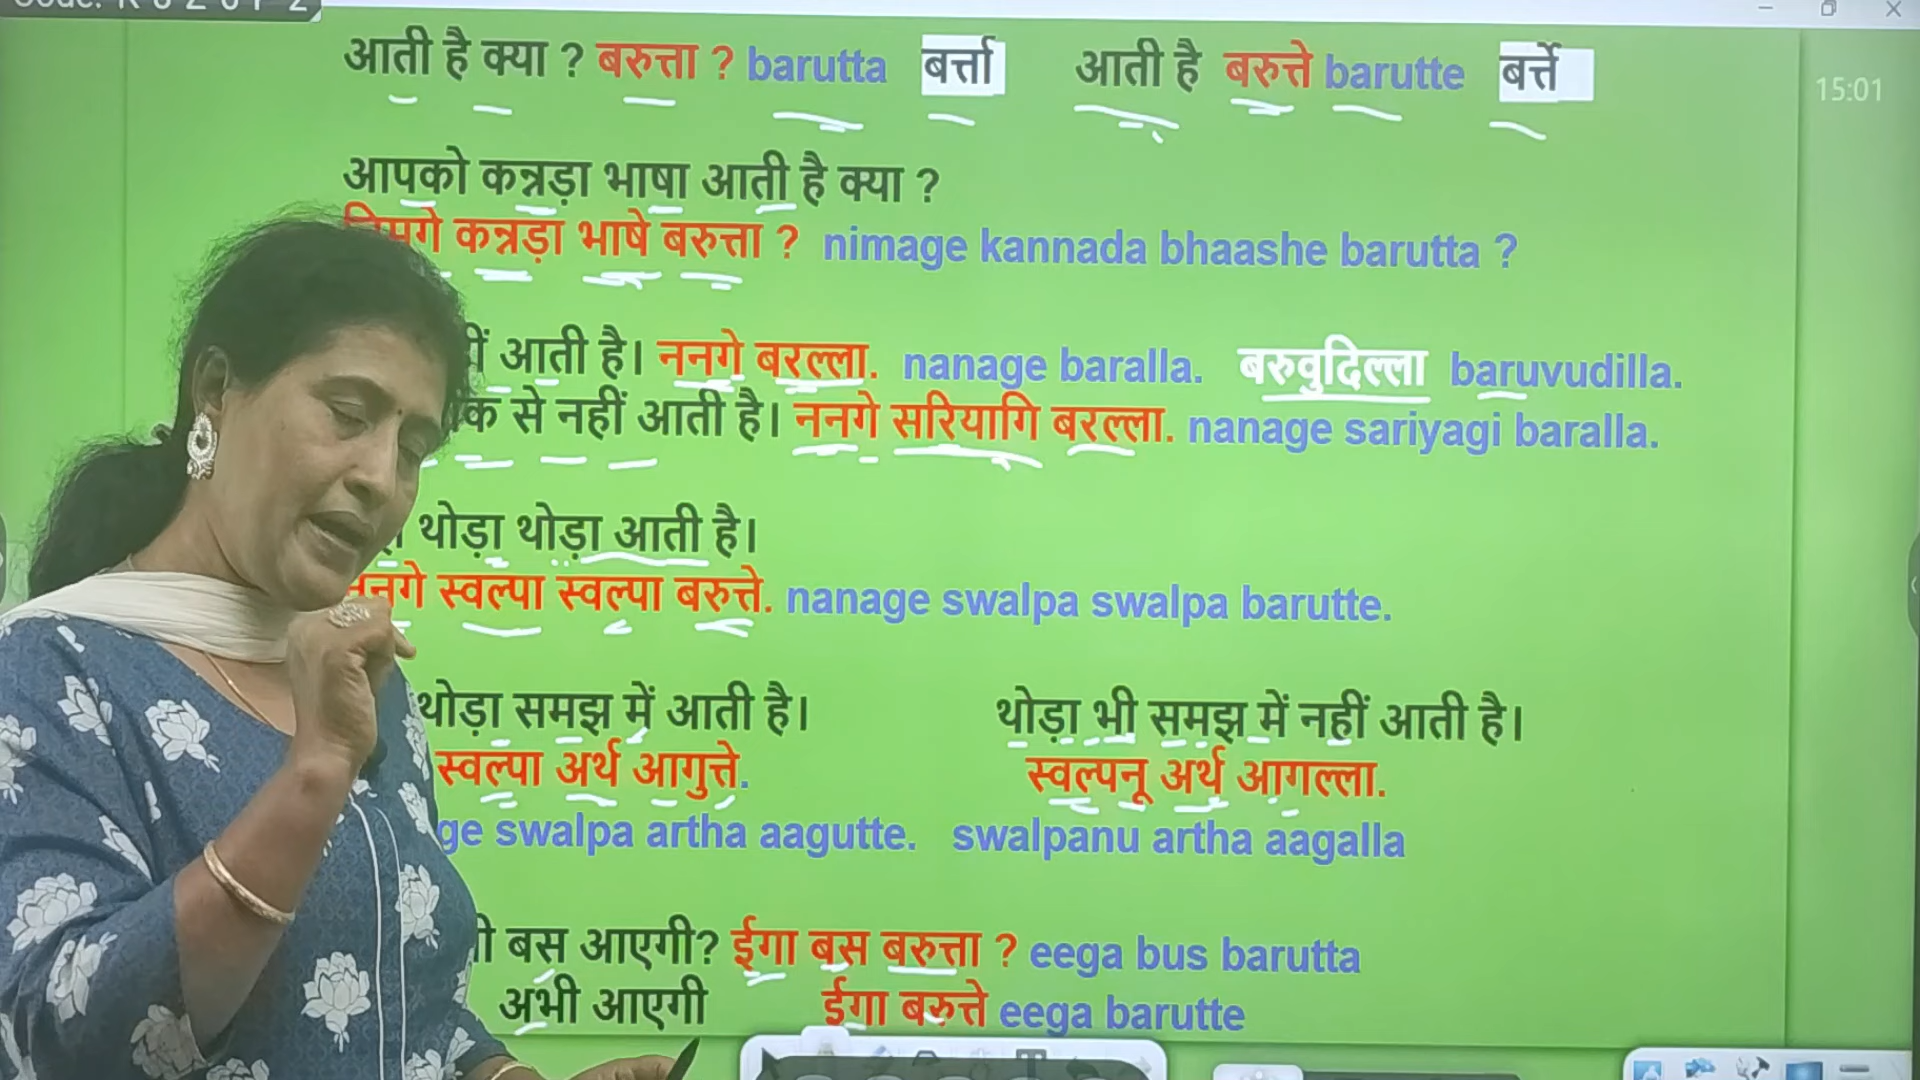 आती है क्या ? बरुत्ता ? barutta बर्त्ता आती है बरुत्ते barutte बर्त्ते
15:01
आपको कन्नड़ा भाषा आती है क्या ?
कन्नड़ा भाषे बरुत्ता ? nimage kannada bhaashe barutta ?
आती है। ननगे बरल्ला. nanage baralla. बरुवुदिल्ला baruvudilla.
से नहीं आती है। ननगे सरियागि बरल्ला. nanage sariyagi baralla.
थोड़ा थोड़ा आती है।
ननगे स्वल्पा स्वल्पा बरुत्ते. nanage swalpa swalpa barutte.
थोड़ा समझ में आती है। थोड़ा भी समझ में नहीं आती है।
स्वल्पा अर्थ आगुत्ते. स्वल्पनू अर्थ आगल्ला.
ge swalpa artha aagutte. swalpanu artha aagalla
बस आएगी? ईगा बस बरुत्ता ? eega bus barutta
अभी आएगी ईगा बरुत्ते eega barutte